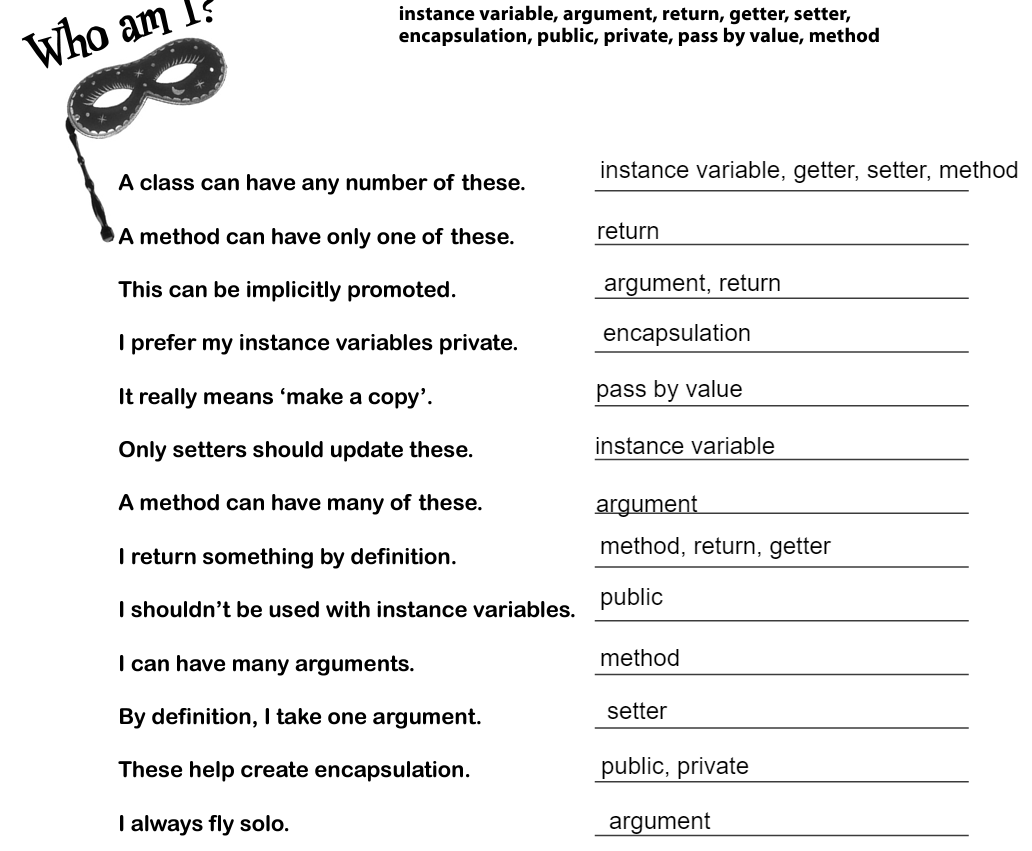 Who am I?
instance variable, argument, return, getter, setter,
encapsulation, public, private, pass by value, method
A class can have any number of these. instance variable, getter, setter, method
A method can have only one of these. return
This can be implicitly promoted. argument, return
I prefer my instance variables private. encapsulation
It really means ‘make a copy’. pass by value
Only setters should update these. instance variable
A method can have many of these. argument
I return something by definition. method, return, getter
I shouldn’t be used with instance variables. public
I can have many arguments. method
By definition, I take one argument. setter
These help create encapsulation. public, private
I always fly solo. argument